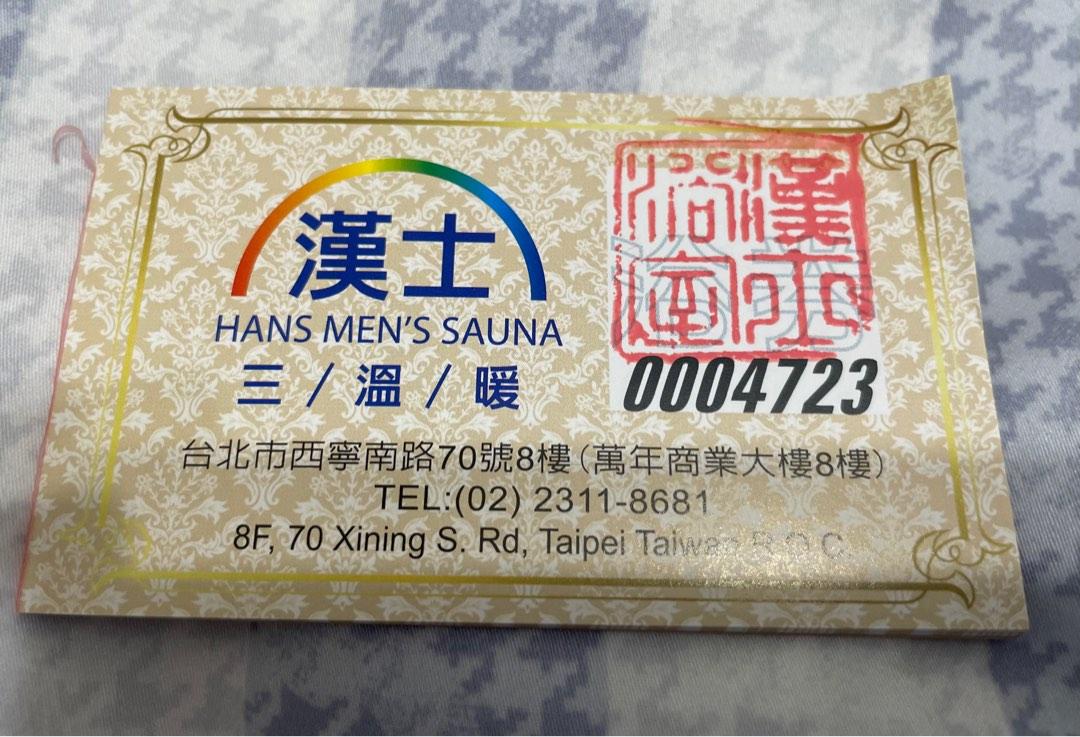 漢士
HANS MEN'S SAUNA
三/溫/暖
0004723
台北市西寧南路70號8樓(萬年商業大樓8樓)
TEL:(02) 2311-8681
8F, 70 Xining S. Rd, Taipei Taiwan R.O.C.